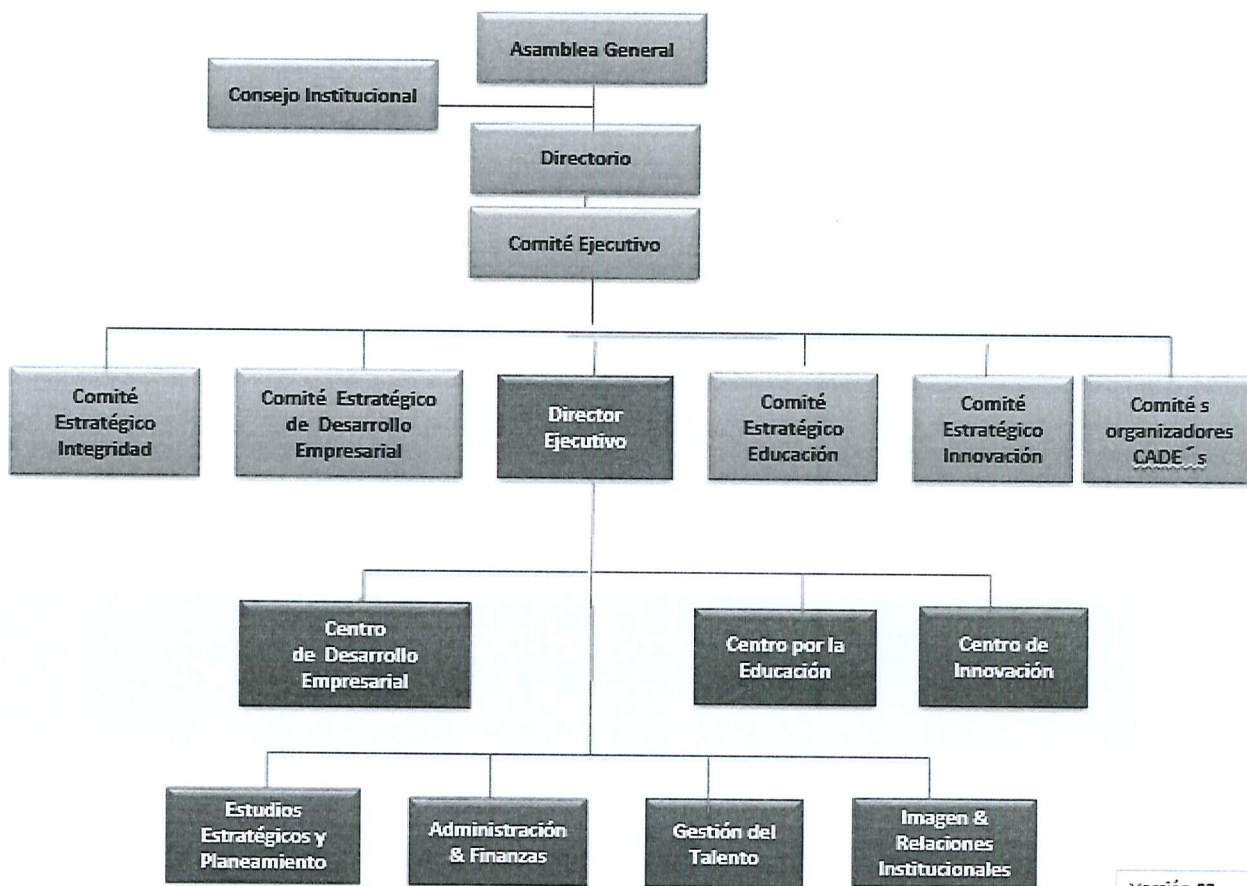 Asamblea General
Consejo Institucional
Directorio
Comité Ejecutivo
Comité
Estratégico
Integridad
Comité Estratégico
de Desarrollo
Empresarial
Director
Ejecutivo
Comité
Estratégico
Educación
Comité
Estratégico
Innovación
Comité s
organizadores
CADE´s
Centro
de Desarrollo
Empresarial
Centro por la
Educación
Centro de
Innovación
Estudios
Estratégicos y
Planeamiento
Administración
& Finanzas
Gestión del
Talento
Imagen &
Relaciones
Institucionales
Versión